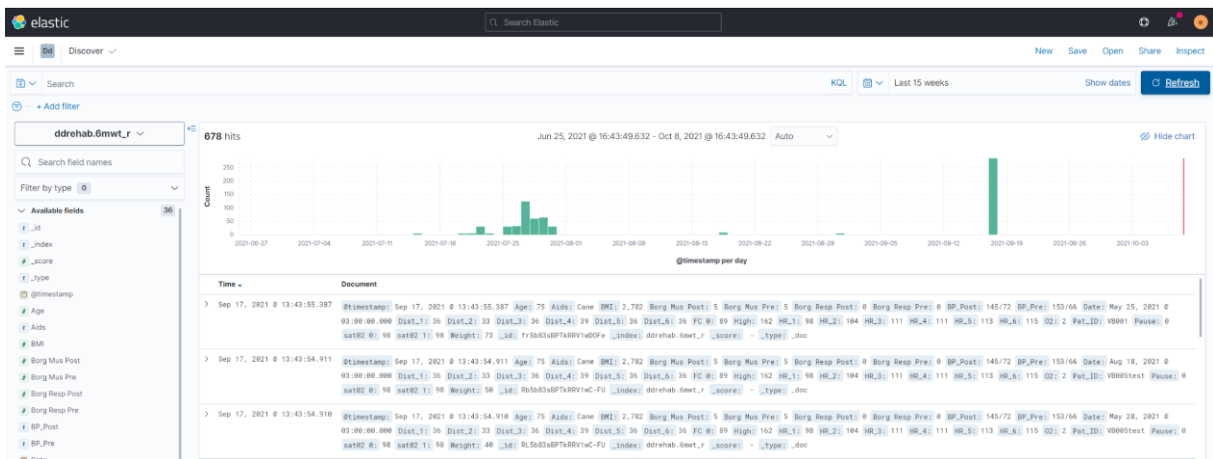 elastic
Search Elastic
e
Dd Discover
New Save Open Share Inspect
Search KQL Last 15 weeks Show dates Refresh
+ Add filter
ddrehab.6mwt_r
678 hits Jun 25, 2021 @ 16:43:49.632 - Oct 8, 2021 @ 16:43:49.632 Auto Hide chart
Search field names
Filter by type 0
Available fields 36
t _id
t _index
# _score
t _type
@timestamp
# Age
t Aids
# BMI
# Borg Mus Post
# Borg Mus Pre
# Borg Resp Post
# Borg Resp Pre
t BP_Post
t BP_Pre
Count
250
200
150
100
50
0
2021-06-27 2021-07-04 2021-07-11 2021-07-18 2021-07-25 2021-08-01 2021-08-08 2021-08-15 2021-08-22 2021-08-29 2021-09-05 2021-09-12 2021-09-19 2021-09-26 2021-10-03
@timestamp per day
Time Document
Sep 17, 2021 @ 13:43:55.387 @timestamp: Sep 17, 2021 @ 13:43:55.387 Age: 75 Aids: Cane BMI: 2,782 Borg Mus Post: 5 Borg Mus Pre: 5 Borg Resp Post: 0 Borg Resp Pre: 0 BP_Post: 145/72 BP_Pre: 153/66 Date: May 25, 2021 @
03:00:00.000 Dist_1: 36 Dist_2: 33 Dist_3: 36 Dist_4: 39 Dist_5: 36 Dist_6: 36 FC 0: 89 High: 162 HR_1: 98 HR_2: 104 HR_3: 111 HR_4: 111 HR_5: 113 HR_6: 115 O2: 2 Pat_ID: VB001 Pause: 0
sat02 0: 98 sat02 1: 98 Weight: 73 _id: fr5b83sBPTkRRV1wDOFe _index: ddrehab.6mwt_r _score: - _type: _doc
Sep 17, 2021 @ 13:43:54.911 @timestamp: Sep 17, 2021 @ 13:43:54.911 Age: 75 Aids: Cane BMI: 2,782 Borg Mus Post: 5 Borg Mus Pre: 5 Borg Resp Post: 0 Borg Resp Pre: 0 BP_Post: 145/72 BP_Pre: 153/66 Date: Aug 18, 2021 @
03:00:00.000 Dist_1: 36 Dist_2: 33 Dist_3: 36 Dist_4: 39 Dist_5: 36 Dist_6: 36 FC 0: 89 High: 162 HR_1: 98 HR_2: 104 HR_3: 111 HR_4: 111 HR_5: 113 HR_6: 115 O2: 2 Pat_ID: VB005test Pause: 0
sat02 0: 98 sat02 1: 98 Weight: 50 _id: Rb5b83sBPTkRRV1wC-FU _index: ddrehab.6mwt_r _score: - _type: _doc
Sep 17, 2021 @ 13:43:54.910 @timestamp: Sep 17, 2021 @ 13:43:54.910 Age: 75 Aids: Cane BMI: 2,782 Borg Mus Post: 5 Borg Mus Pre: 5 Borg Resp Post: 0 Borg Resp Pre: 0 BP_Post: 145/72 BP_Pre: 153/66 Date: May 28, 2021 @
03:00:00.000 Dist_1: 36 Dist_2: 33 Dist_3: 36 Dist_4: 39 Dist_5: 36 Dist_6: 36 FC 0: 89 High: 162 HR_1: 98 HR_2: 104 HR_3: 111 HR_4: 111 HR_5: 113 HR_6: 115 O2: 2 Pat_ID: VB005test Pause: 0
sat02 0: 98 sat02 1: 98 Weight: 40 _id: RL5b83sBPTkRRV1wC-FU _index: ddrehab.6mwt_r _score: - _type: _doc